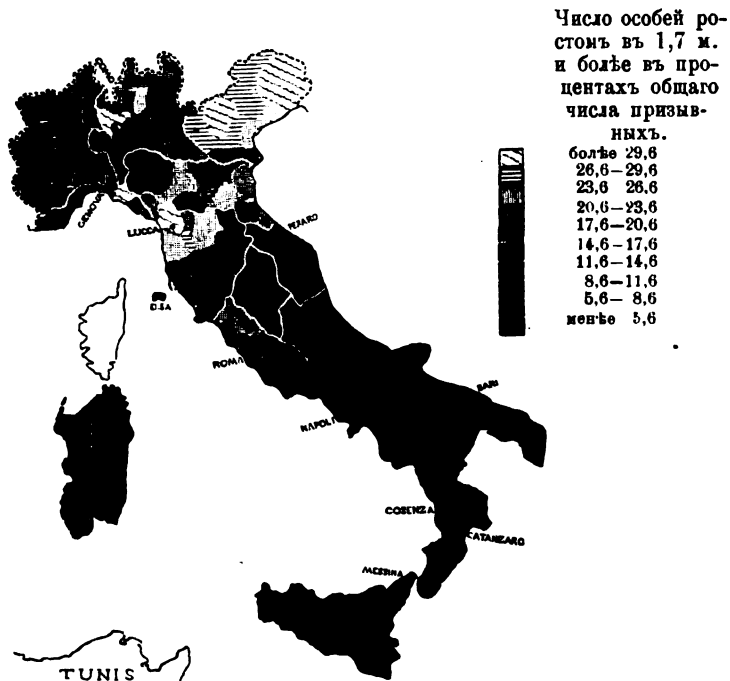 Число особей ро-
стомъ въ 1,7 м.
и болѣе въ про-
центахъ общаго
числа призыв-
ныхъ.
болѣе 29,6
26,6—29,6
23,6 26,6
20,6—23,6
17,6—20,6
14,6—17,6
11,6—14,6
8,6—11,6
5,6— 8,6
менѣе 5,6
GENOVA
LUCCA
PEZARO
ROMA
BARI
NAPOLI
COSENZA
CATANZARO
MESSINA
TUNIS